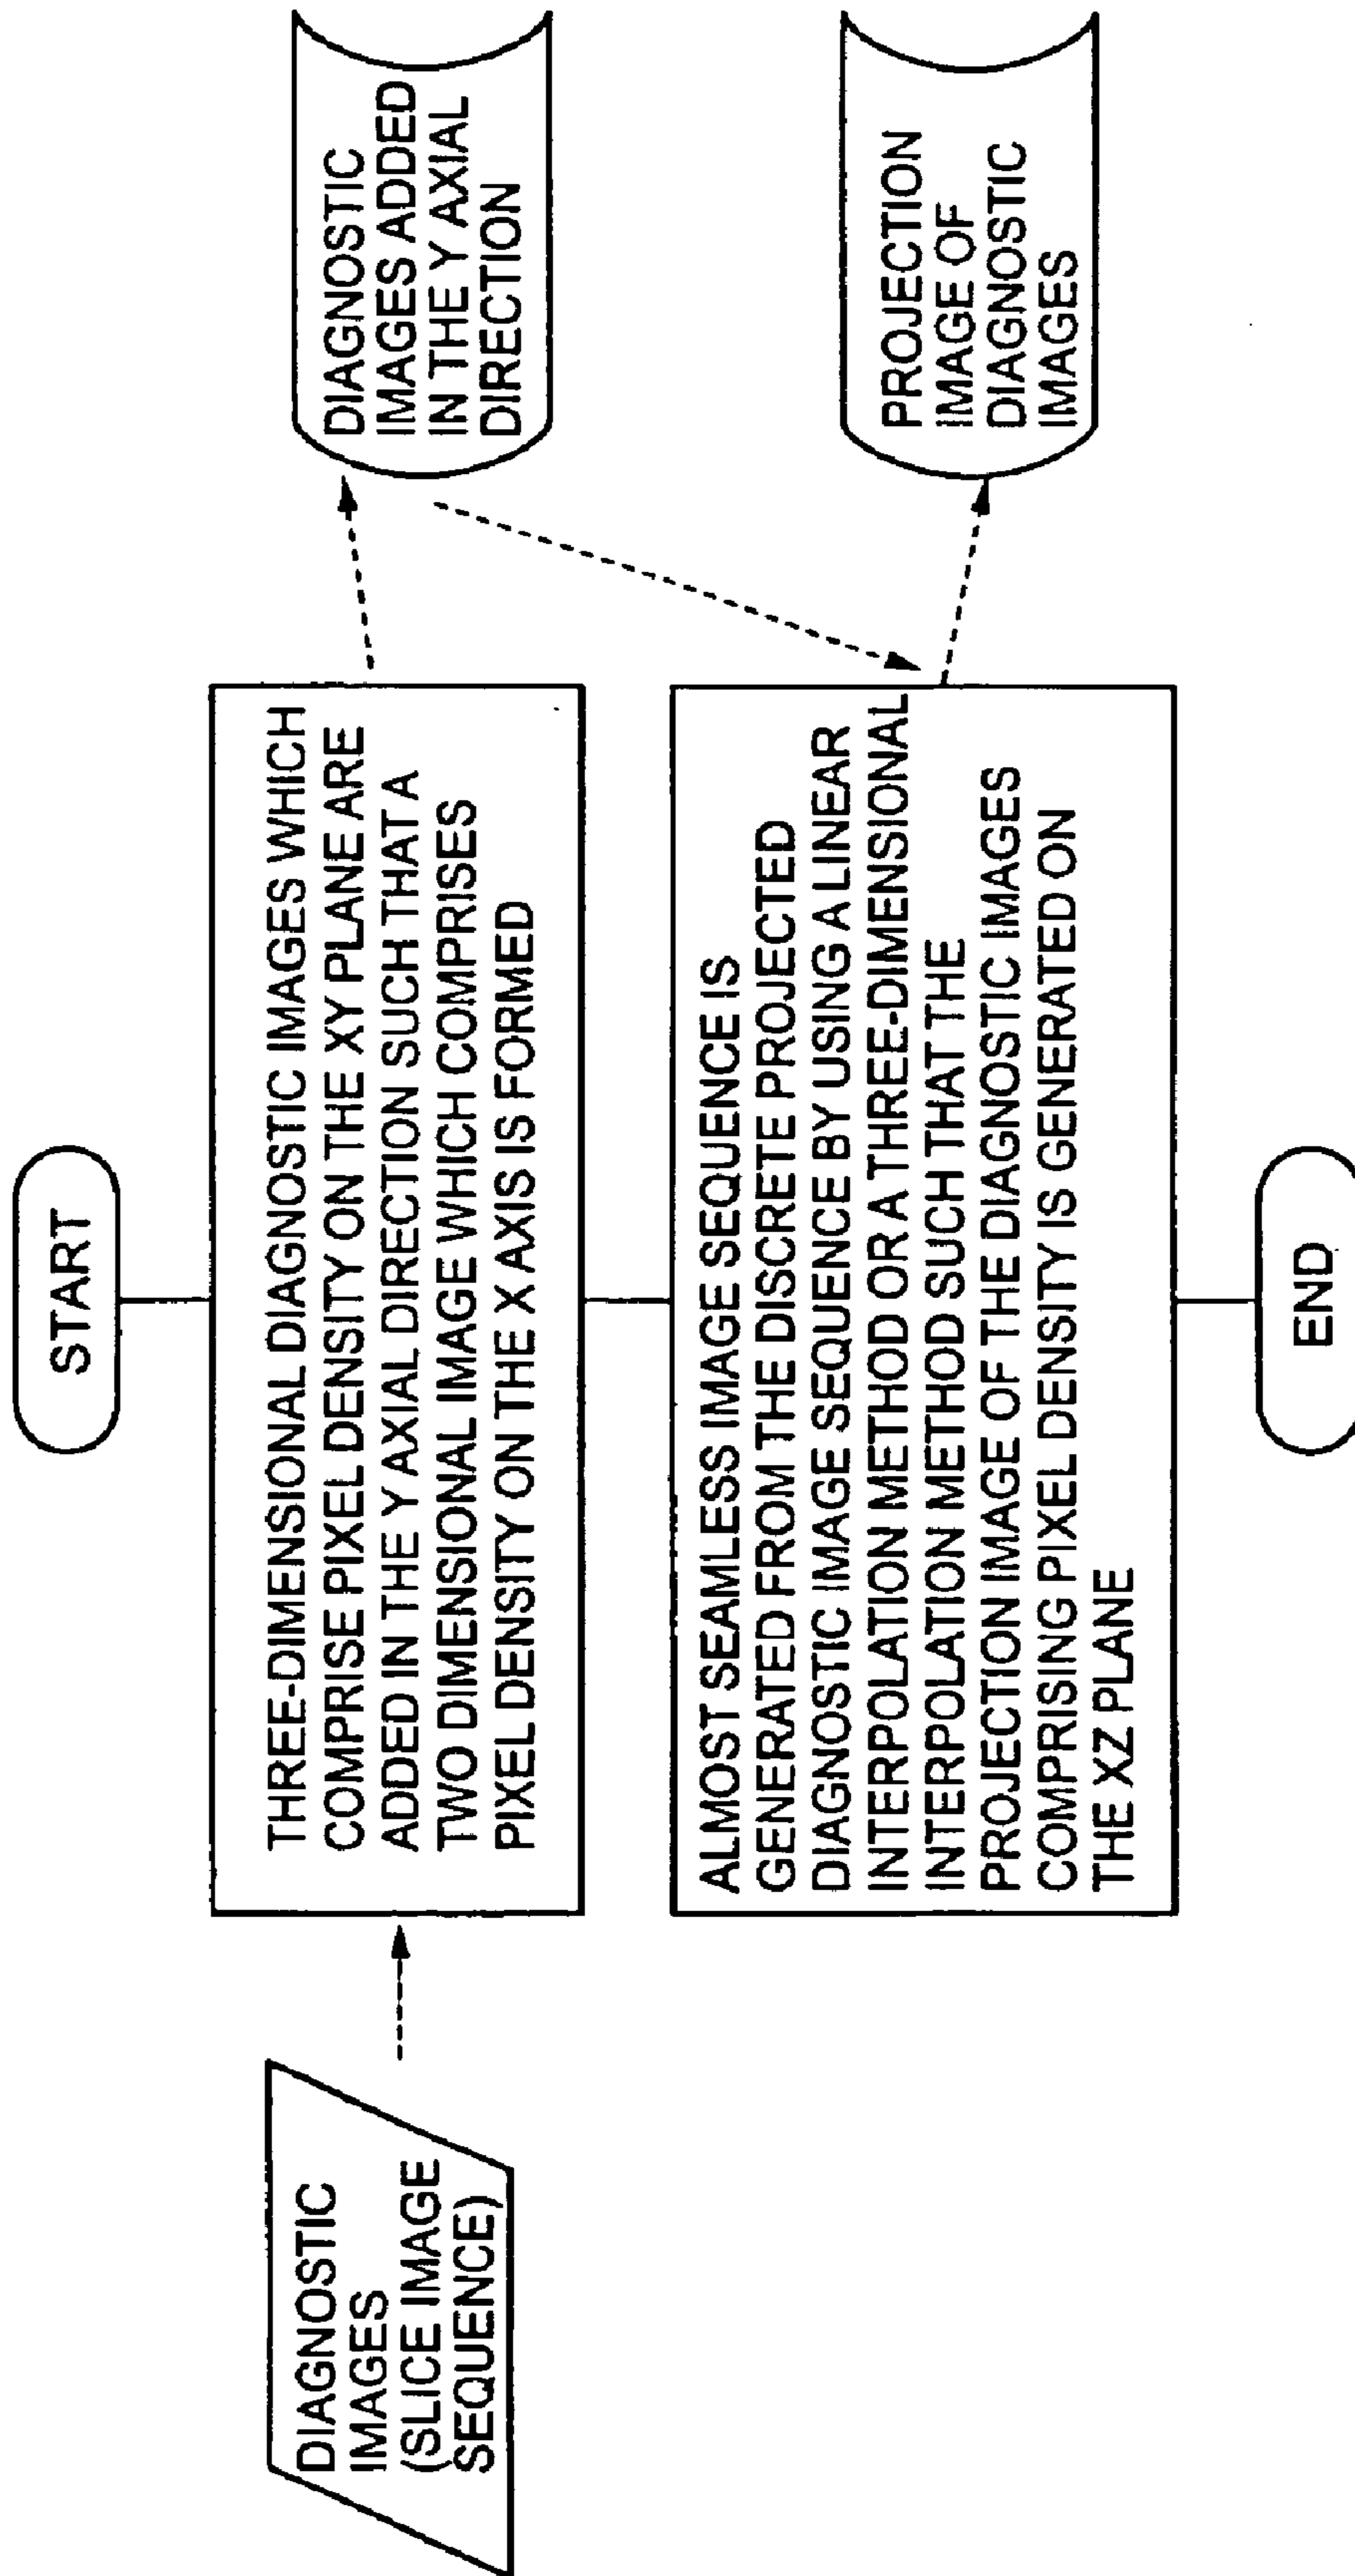 START
DIAGNOSTIC
IMAGES
(SLICE IMAGE
SEQUENCE)
THREE-DIMENSIONAL DIAGNOSTIC IMAGES WHICH
COMPRISE PIXEL DENSITY ON THE XY PLANE ARE
ADDED IN THE Y AXIAL DIRECTION SUCH THAT A
TWO DIMENSIONAL IMAGE WHICH COMPRISES
PIXEL DENSITY ON THE X AXIS IS FORMED
DIAGNOSTIC
IMAGES ADDED
IN THE Y AXIAL
DIRECTION
ALMOST SEAMLESS IMAGE SEQUENCE IS
GENERATED FROM THE DISCRETE PROJECTED
DIAGNOSTIC IMAGE SEQUENCE BY USING A LINEAR
INTERPOLATION METHOD OR A THREE-DIMENSIONAL
INTERPOLATION METHOD SUCH THAT THE
PROJECTION IMAGE OF THE DIAGNOSTIC IMAGES
COMPRISING PIXEL DENSITY IS GENERATED ON
THE XZ PLANE
PROJECTION
IMAGE OF
DIAGNOSTIC
IMAGES
END